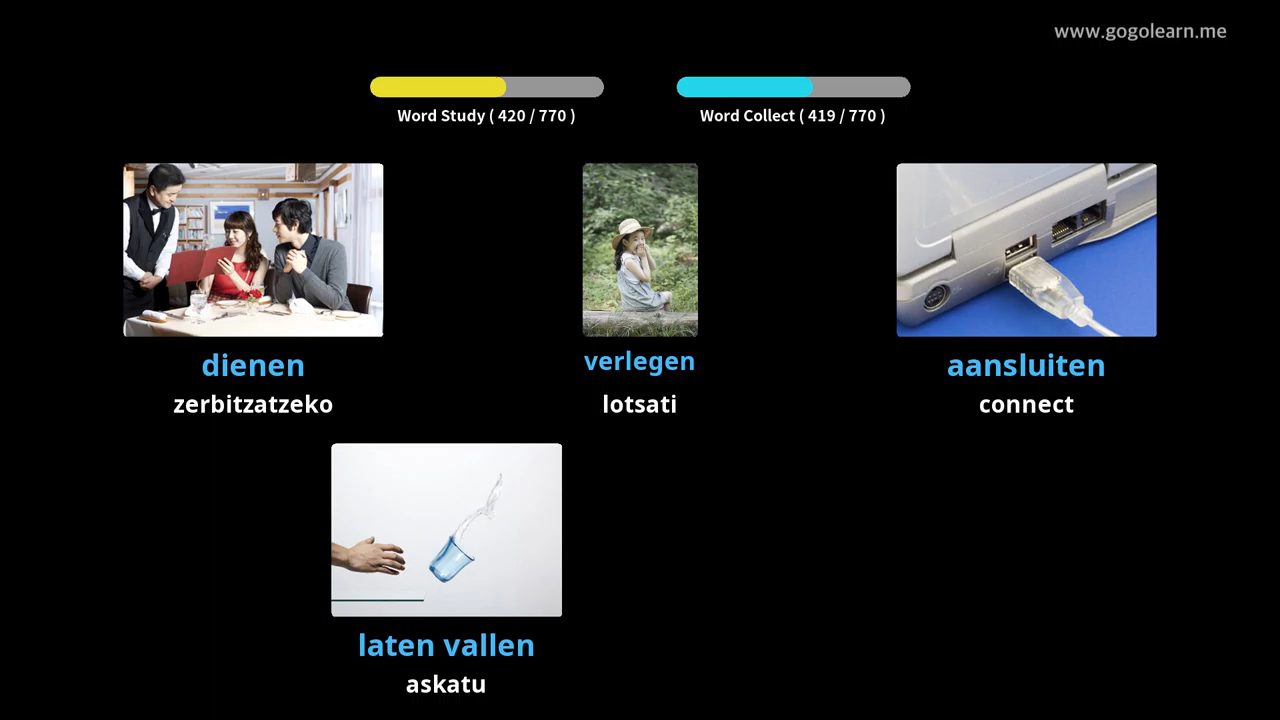 www.gogolearn.me
Word Study ( 420 / 770 )
Word Collect ( 419 / 770 )
dienen
zerbitzatzeko
verlegen
lotsati
aansluiten
connect
laten vallen
askatu